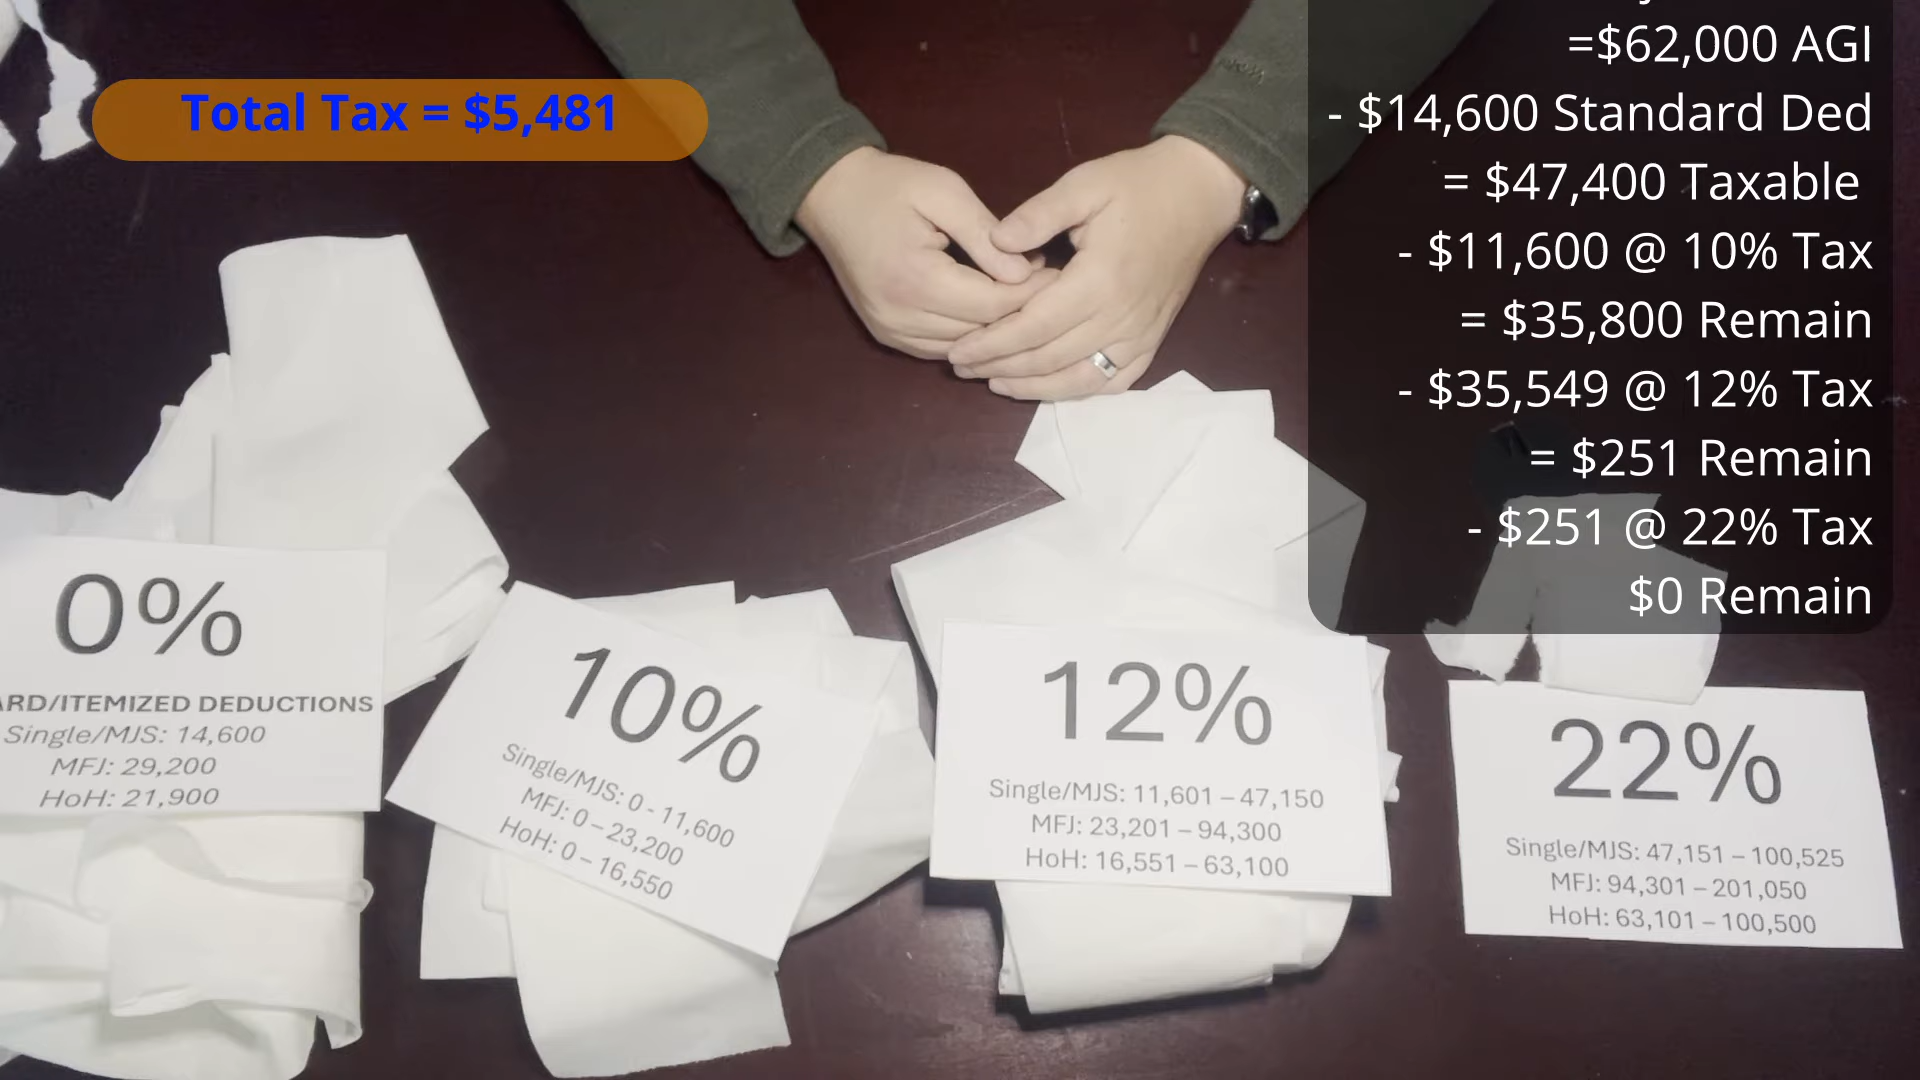 Total Tax = $5,481
=$62,000 AGI
- $14,600 Standard Ded
= $47,400 Taxable
- $11,600 @ 10% Tax
= $35,800 Remain
- $35,549 @ 12% Tax
= $251 Remain
- $251 @ 22% Tax
$0 Remain
0%
DEDUCTIONS
Single/MJS: 14,600
MFJ: 29,200
HoH: 21,900
10%
Single/MJS: 0 - 11,600
MFJ: 0 – 23,200
HoH: 0 – 16,550
12%
Single/MJS: 11,601 – 47,150
MFJ: 23,201 – 94,300
HoH: 16,551 – 63,100
22%
Single/MJS: 47,151 – 100,525
MFJ: 94,301 – 201,050
HoH: 63,101 – 100,500